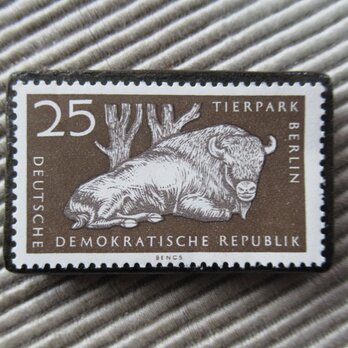 25
TIERPARK
BERLIN
DEUTSCHE
DEMOKRATISCHE REPUBLIK
BENGS